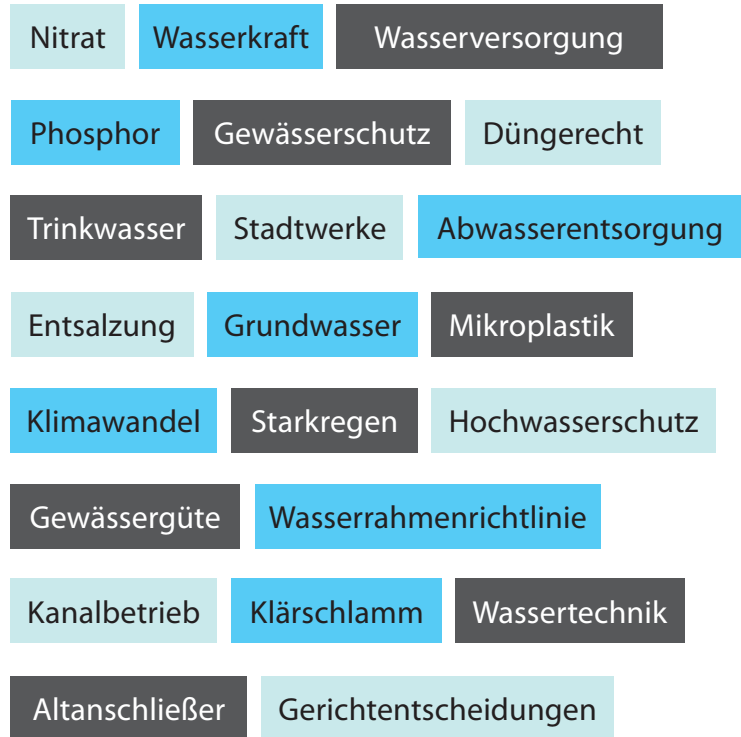 Nitrat Wasserkraft Wasserversorgung
Phosphor Gewässerschutz Düngerecht
Trinkwasser Stadtwerke Abwasserentsorgung
Entsalzung Grundwasser Mikroplastik
Klimawandel Starkregen Hochwasserschutz
Gewässergüte Wasserrahmenrichtlinie
Kanalbetrieb Klärschlamm Wassertechnik
Altanschließer Gerichtentscheidungen